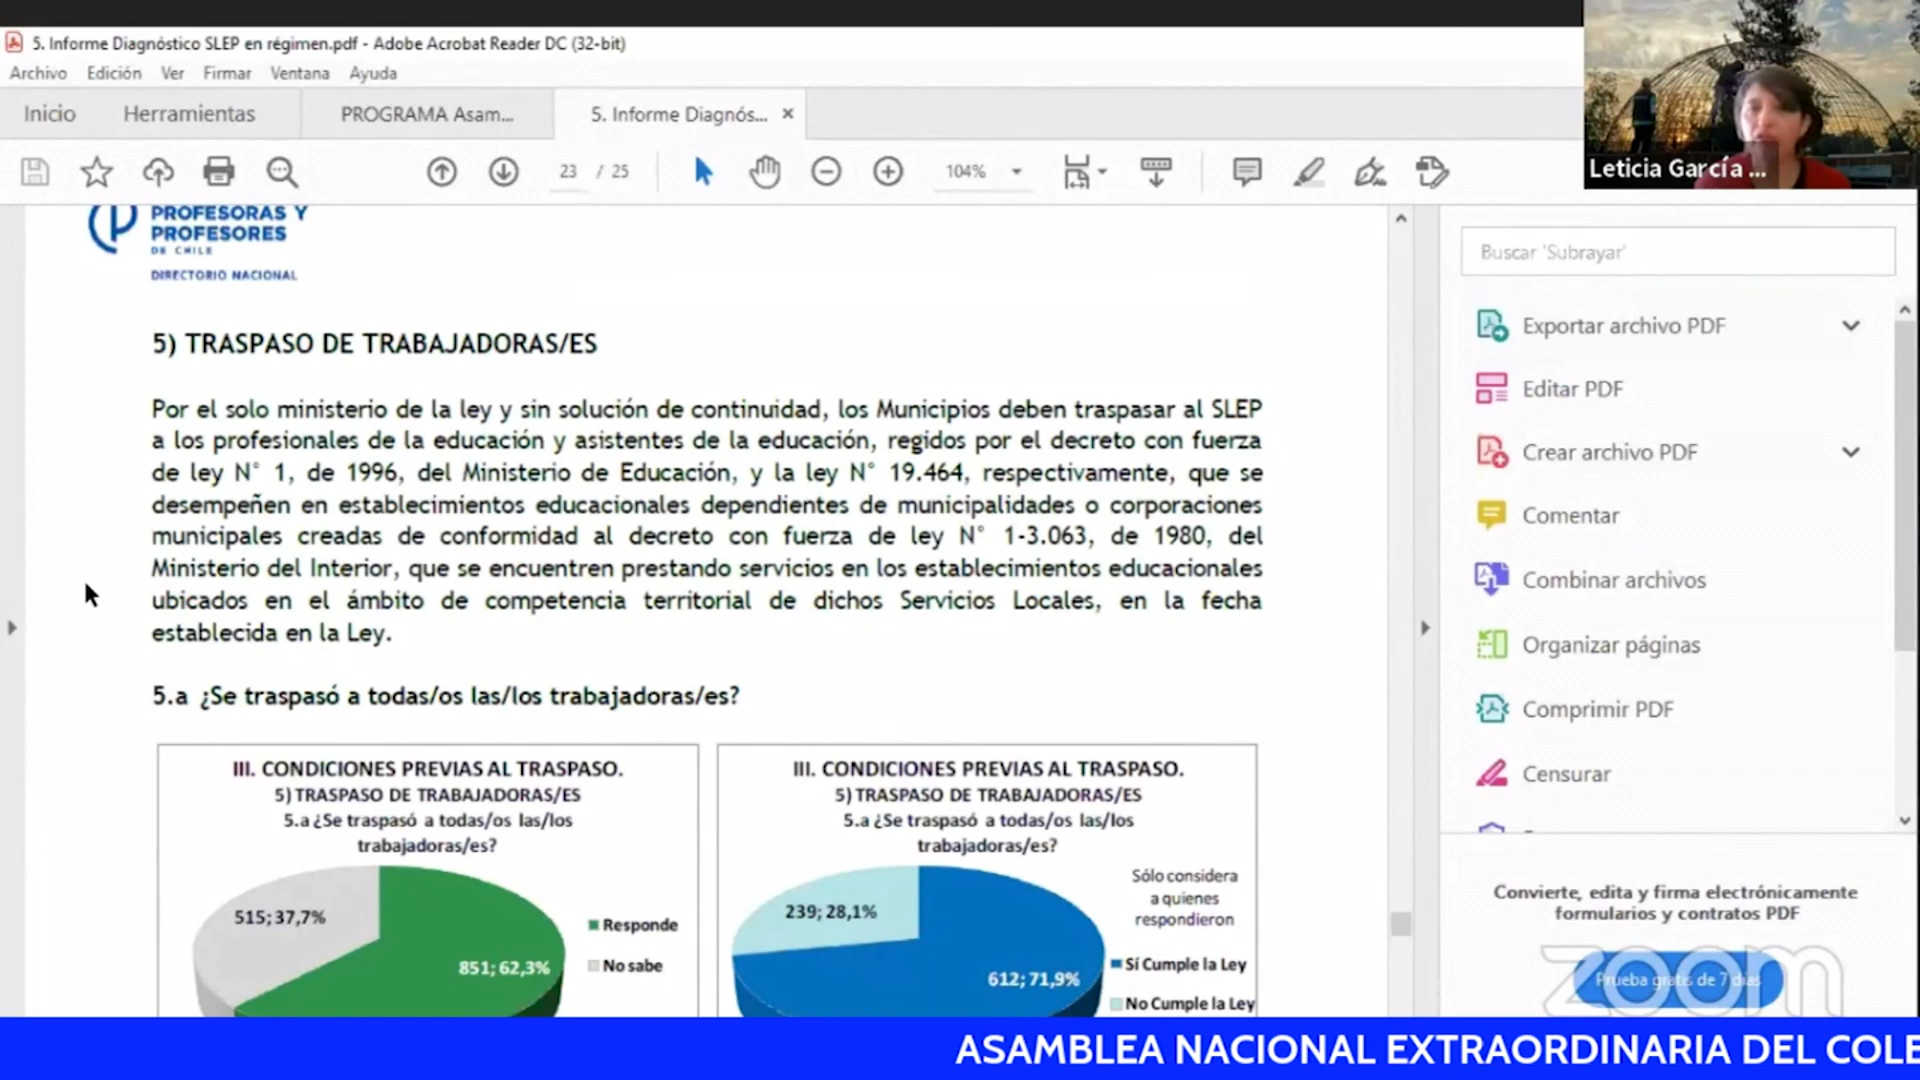 5. Informe Diagnóstico SLEP en régimen.pdf - Adobe Acrobat Reader DC (32-bit)
Archivo Edición Ver Firmar Ventana Ayuda
Inicio Herramientas PROGRAMA Asam... 5. Informe Diagnós... ×
23 / 25 104%
Leticia García ...
PROFESORAS Y
PROFESORES
DE CHILE
DIRECTORIO NACIONAL
5) TRASPASO DE TRABAJADORAS/ES
Por el solo ministerio de la ley y sin solución de continuidad, los Municipios deben traspasar al SLEP
a los profesionales de la educación y asistentes de la educación, regidos por el decreto con fuerza
de ley N° 1, de 1996, del Ministerio de Educación, y la ley N° 19.464, respectivamente, que se
desempeñen en establecimientos educacionales dependientes de municipalidades o corporaciones
municipales creadas de conformidad al decreto con fuerza de ley N° 1-3.063, de 1980, del
Ministerio del Interior, que se encuentren prestando servicios en los establecimientos educacionales
ubicados en el ámbito de competencia territorial de dichos Servicios Locales, en la fecha
establecida en la Ley.
5.a ¿Se traspasó a todas/os las/los trabajadoras/es?
III. CONDICIONES PREVIAS AL TRASPASO.
5) TRASPASO DE TRABAJADORAS/ES
5.a ¿Se traspasó a todas/os las/los
trabajadoras/es?
515; 37,7%
851; 62,3%
Responde
No sabe
III. CONDICIONES PREVIAS AL TRASPASO.
5) TRASPASO DE TRABAJADORAS/ES
5.a ¿Se traspasó a todas/os las/los
trabajadoras/es?
Sólo considera
a quienes
respondieron
239; 28,1%
612; 71,9%
Sí Cumple la Ley
No Cumple la Ley
Buscar 'Subrayar'
Exportar archivo PDF
Editar PDF
Crear archivo PDF
Comentar
Combinar archivos
Organizar páginas
Comprimir PDF
Censurar
Convierte, edita y firma electrónicamente
formularios y contratos PDF
Prueba gratis de 7 días
zoom
ASAMBLEA NACIONAL EXTRAORDINARIA DEL COLE